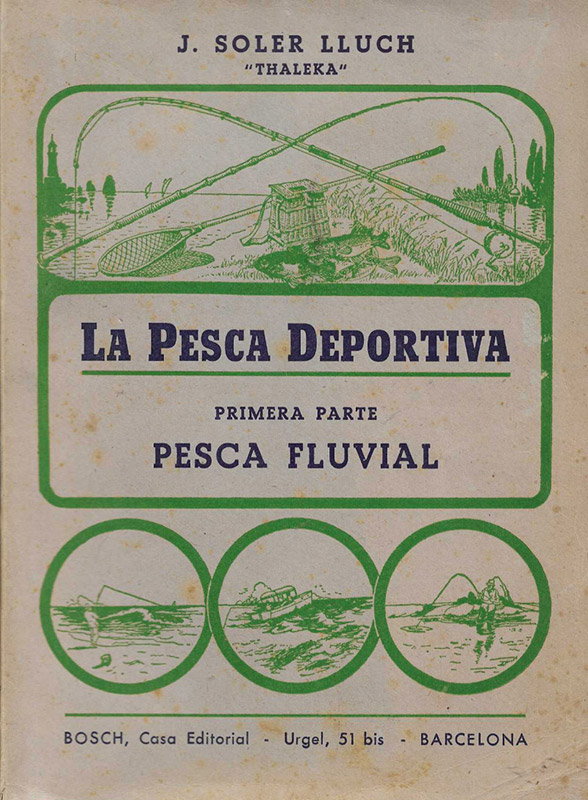 J. SOLER LLUCH
"THALEKA"
LA PESCA DEPORTIVA
PRIMERA PARTE
PESCA FLUVIAL
BOSCH, Casa Editorial - Urgel, 51 bis - BARCELONA